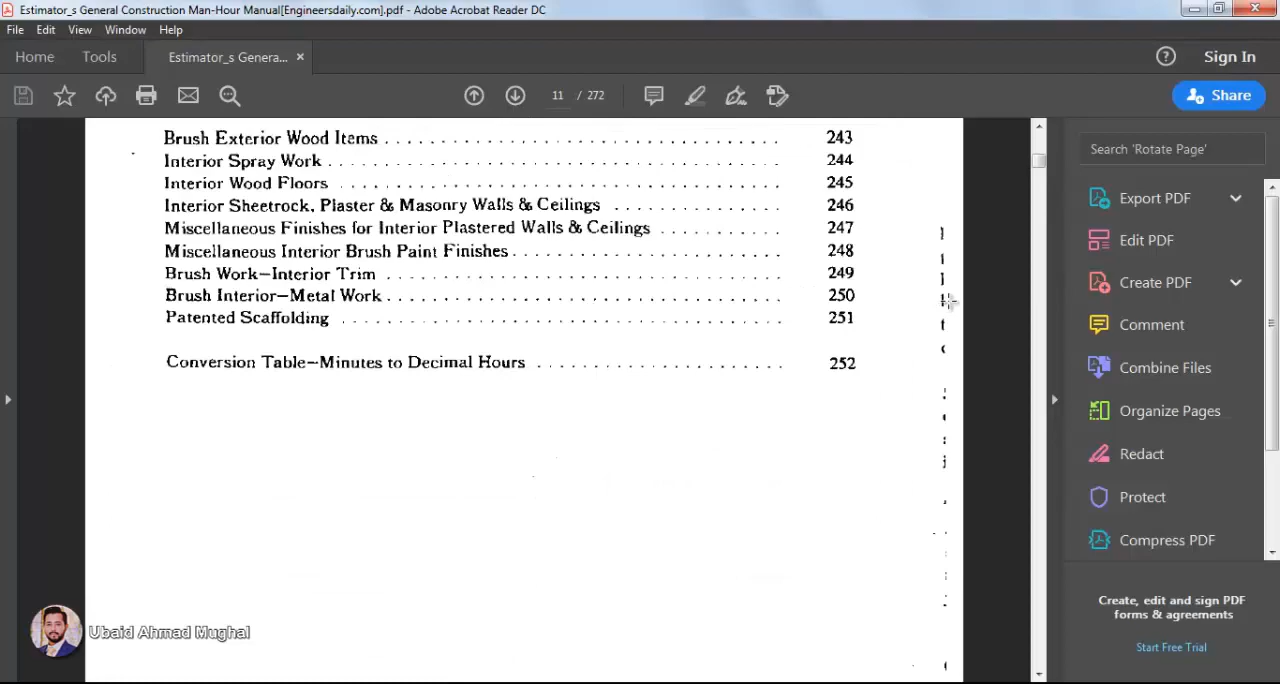 Estimator_s General Construction Man-Hour Manual[Engineersdaily.com].pdf - Adobe Acrobat Reader DC
File Edit View Window Help
Home Tools Estimator_s Genera... × Sign In
11 / 272 Share
Brush Exterior Wood Items . . . . . . . . . . . . . . . . . . . . . . . . . . . . . . 243
Interior Spray Work . . . . . . . . . . . . . . . . . . . . . . . . . . . . . . . . . . 244
Interior Wood Floors . . . . . . . . . . . . . . . . . . . . . . . . . . . . . . . . . 245
Interior Sheetrock, Plaster & Masonry Walls & Ceilings . . . . . . . . . . . . . 246
Miscellaneous Finishes for Interior Plastered Walls & Ceilings . . . . . . . . . 247
Miscellaneous Interior Brush Paint Finishes . . . . . . . . . . . . . . . . . . . . 248
Brush Work—Interior Trim . . . . . . . . . . . . . . . . . . . . . . . . . . . . . . 249
Brush Interior—Metal Work . . . . . . . . . . . . . . . . . . . . . . . . . . . . . . 250
Patented Scaffolding . . . . . . . . . . . . . . . . . . . . . . . . . . . . . . . . . 251
Conversion Table—Minutes to Decimal Hours . . . . . . . . . . . . . . . . . . . 252
Search 'Rotate Page'
Export PDF
Edit PDF
Create PDF
Comment
Combine Files
Organize Pages
Redact
Protect
Compress PDF
Create, edit and sign PDF
forms & agreements
Start Free Trial
Ubaid Ahmad Mughal